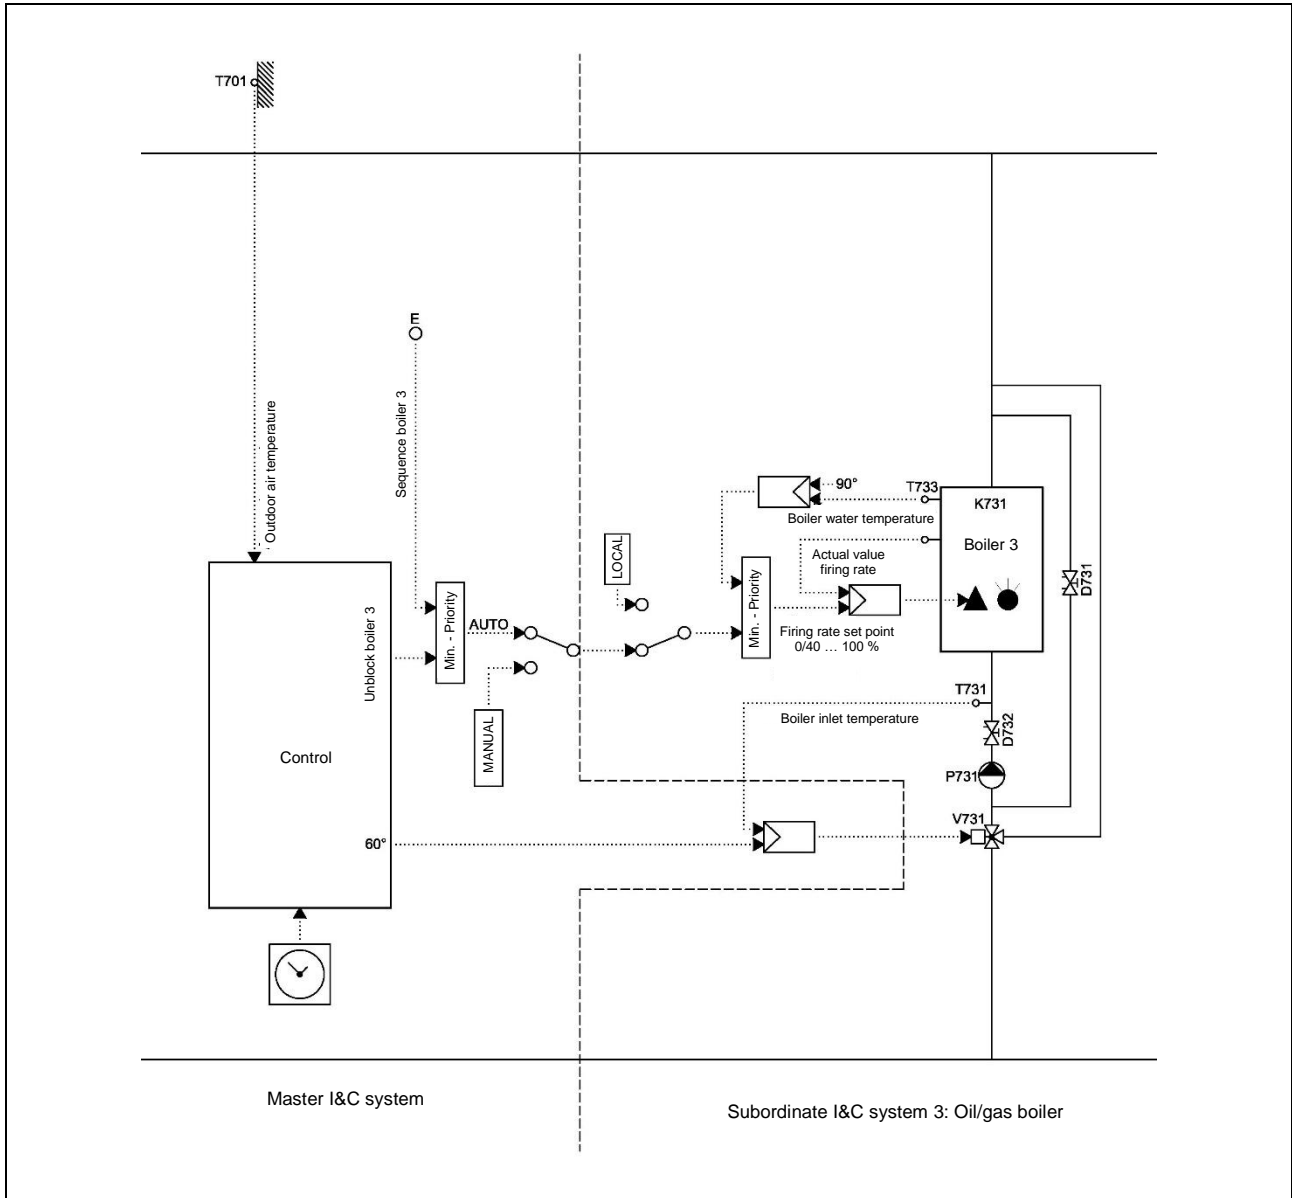 T701
E
Outdoor air temperature
Sequence boiler 3
90°
T733
K731
Boiler water temperature
Boiler 3
LOCAL
Actual value
firing rate
D731
Min. - Priority
AUTO
Min. - Priority
Firing rate set point
0/40 … 100 %
Unblock boiler 3
T731
Boiler inlet temperature
D732
MANUAL
Control
P731
V731
60°
Master I&C system
Subordinate I&C system 3: Oil/gas boiler